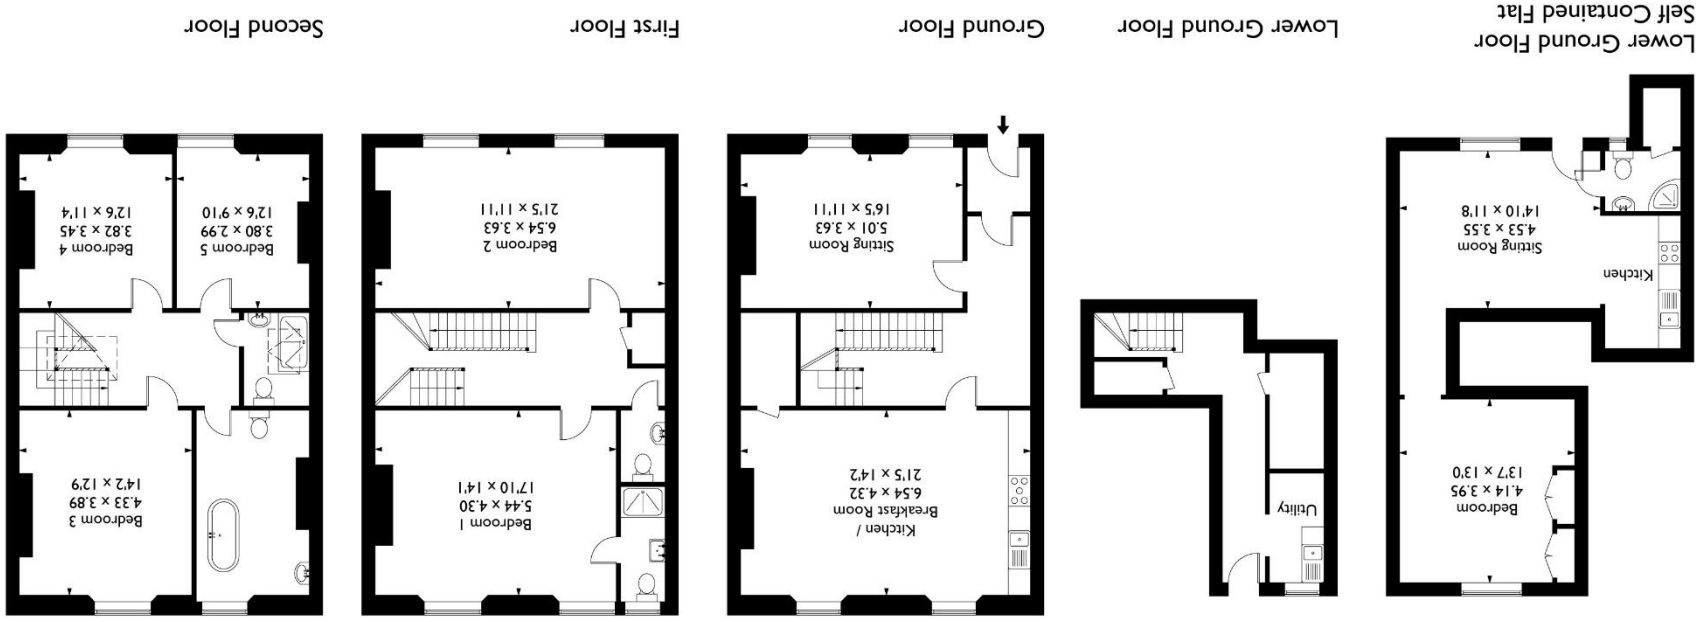 Bedroom
4.14 × 3.95
13'7 × 13'0
Kitchen
Sitting Room
4.53 × 3.55
14'10 × 11'8
Lower Ground Floor
Self Contained Flat
Utility
Lower Ground Floor
Kitchen /
Breakfast Room
6.54 × 4.32
21'5 × 14'2
Sitting Room
5.01 × 3.63
16'5 × 11'11
Ground Floor
Bedroom 1
5.44 × 4.30
17'10 × 14'1
Bedroom 2
6.54 × 3.63
21'5 × 11'11
First Floor
Bedroom 3
4.33 × 3.89
14'2 × 12'9
Bedroom 5
3.80 × 2.99
12'6 × 9'10
Bedroom 4
3.82 × 3.45
12'6 × 11'4
Second Floor